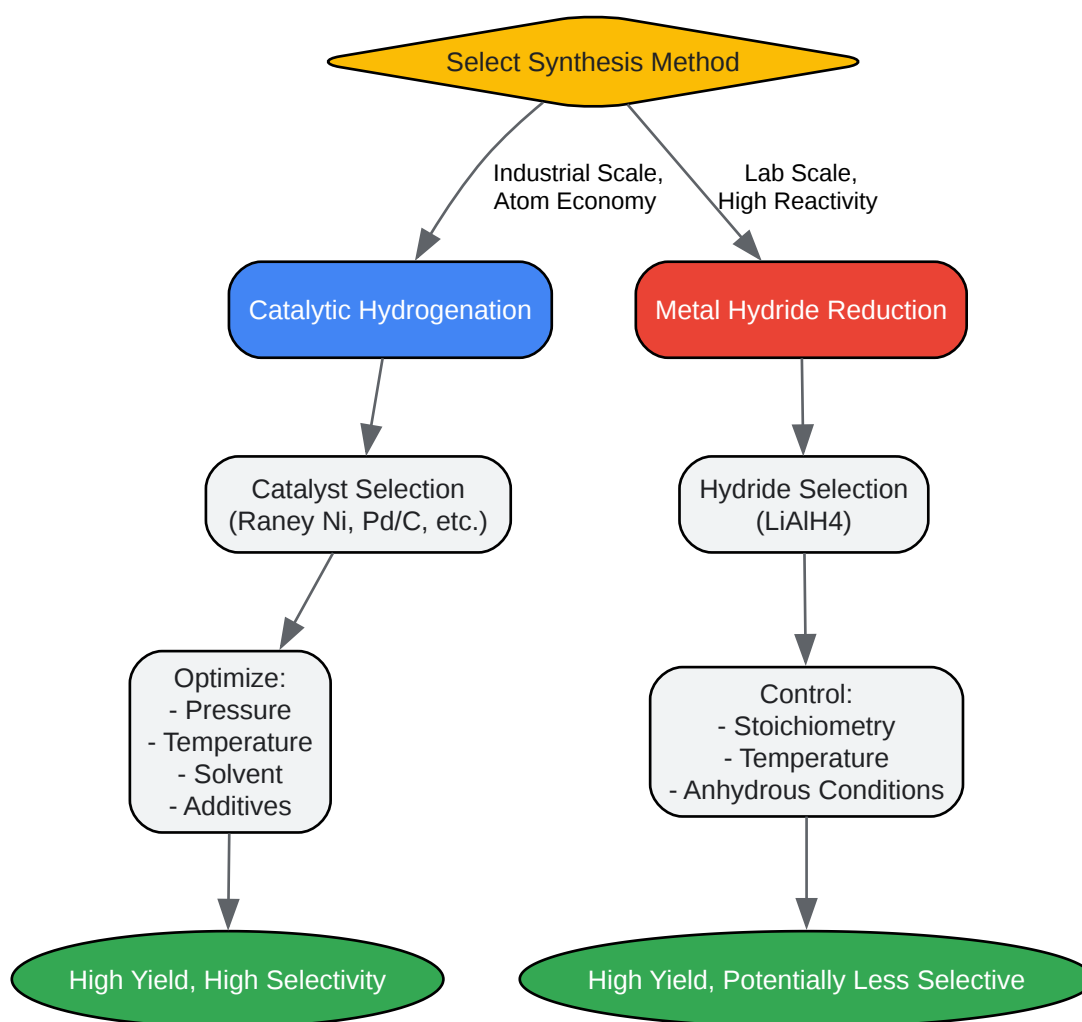 Select Synthesis Method
Industrial Scale,
Atom Economy
Lab Scale,
High Reactivity
Catalytic Hydrogenation
Metal Hydride Reduction
Catalyst Selection
(Raney Ni, Pd/C, etc.)
Hydride Selection
(LiAlH4)
Optimize:
- Pressure
- Temperature
- Solvent
- Additives
Control:
- Stoichiometry
- Temperature
- Anhydrous Conditions
High Yield, High Selectivity
High Yield, Potentially Less Selective